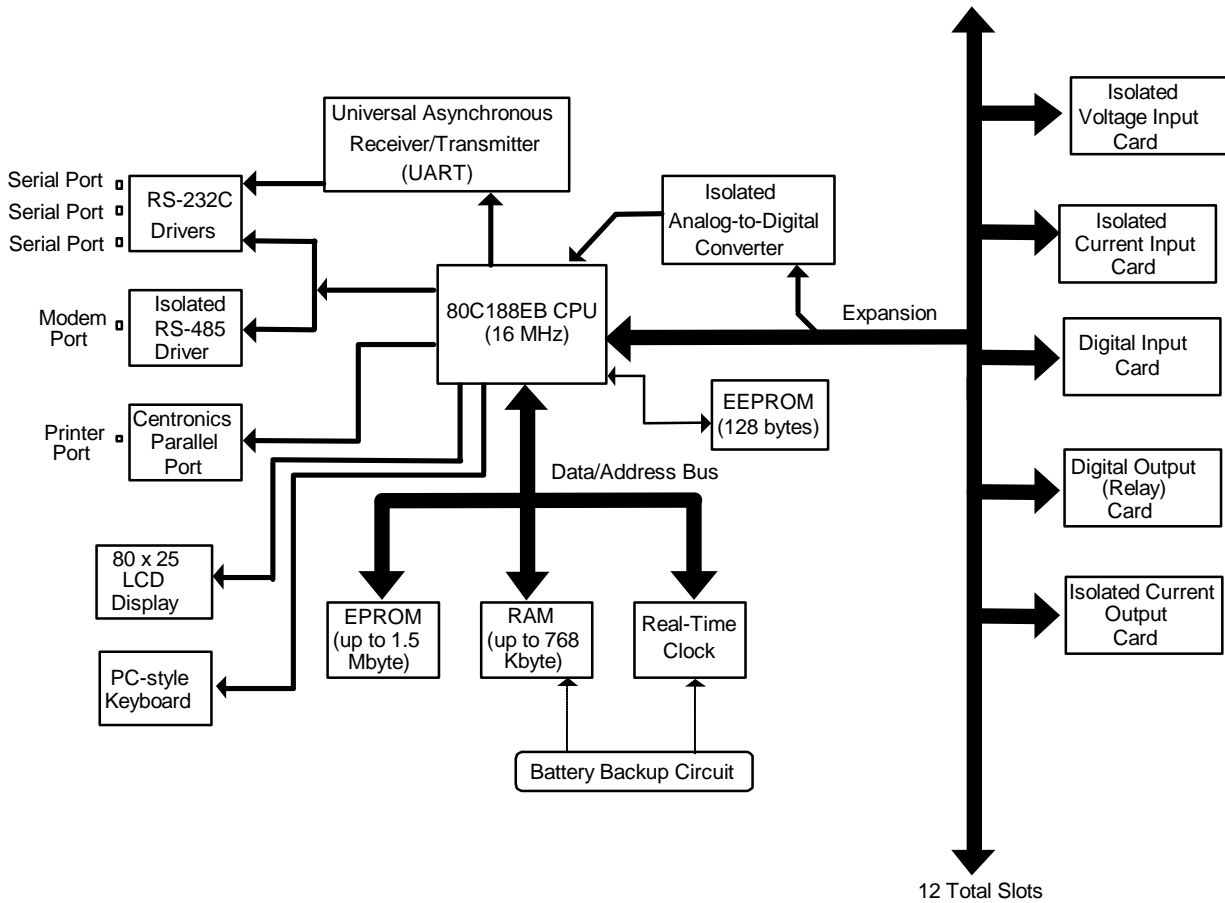 Universal Asynchronous
Receiver/Transmitter
(UART)
Serial Port
Serial Port
Serial Port
RS-232C
Drivers
Modem
Port
Isolated
RS-485
Driver
Printer
Port
Centronics
Parallel
Port
80 x 25
LCD
Display
PC-style
Keyboard
80C188EB CPU
(16 MHz)
Isolated
Analog-to-Digital
Converter
Expansion
EEPROM
(128 bytes)
Data/Address Bus
EPROM
(up to 1.5
Mbyte)
RAM
(up to 768
Kbyte)
Real-Time
Clock
Battery Backup Circuit
Isolated
Voltage Input
Card
Isolated
Current Input
Card
Digital Input
Card
Digital Output
(Relay)
Card
Isolated Current
Output
Card
12 Total Slots